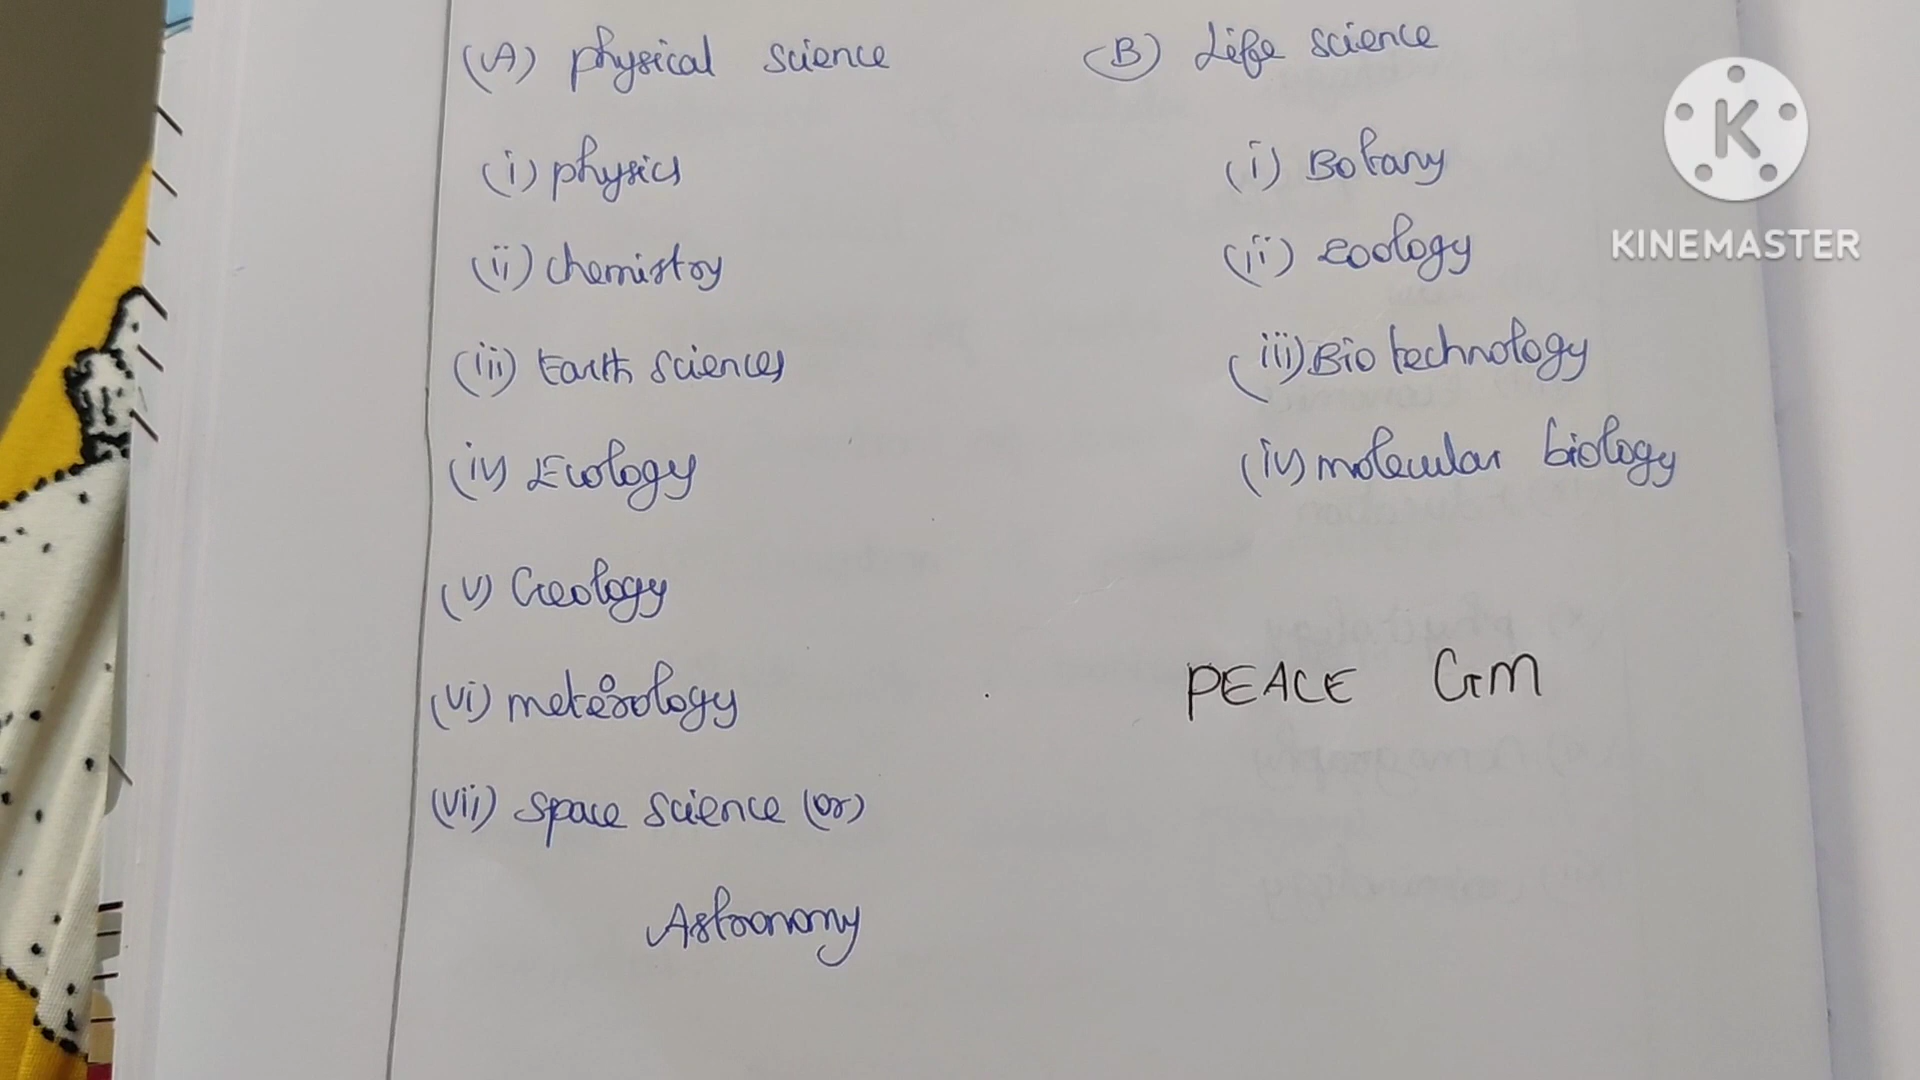 (A) physical science
(i) physics
(ii) chemistry
(iii) Earth sciences
(iv) Ecology
(v) Geology
(vi) meterology
(vii) space science (or)
Astronomy
(B) Life science
(i) Botany
(ii) Zoology
(iii) Bio technology
(iv) molecular biology
PEACE GM
K
KINEMASTER